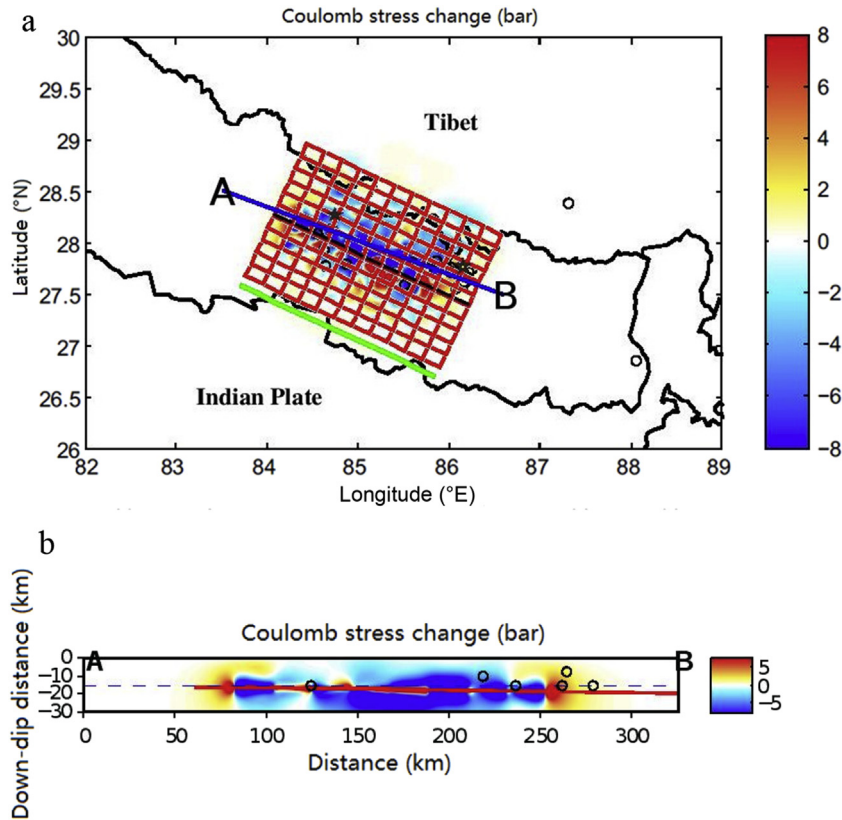 a
Coulomb stress change (bar)
30
29.5
29
28.5
28
27.5
27
26.5
26
Latitude (°N)
Tibet
A
B
Indian Plate
82 83 84 85 86 87 88 89
Longitude (°E)
8
6
4
2
0
−2
−4
−6
−8
b
Coulomb stress change (bar)
Down-dip distance (km)
0
−10
−20
−30
A
B
0 50 100 150 200 250 300
Distance (km)
5
0
−5